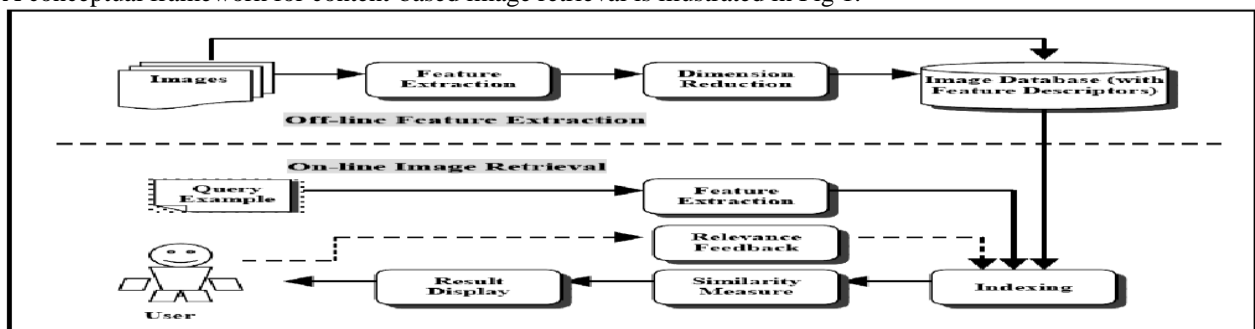 A conceptual framework for content-based image retrieval is illustrated in Fig 1.
Images
Feature
Extraction
Dimension
Reduction
Image Database (with
Feature Descriptors)
Off-line Feature Extraction
On-line Image Retrieval
Query
Example
Feature
Extraction
Relevance
Feedback
Result
Display
Similarity
Measure
Indexing
User